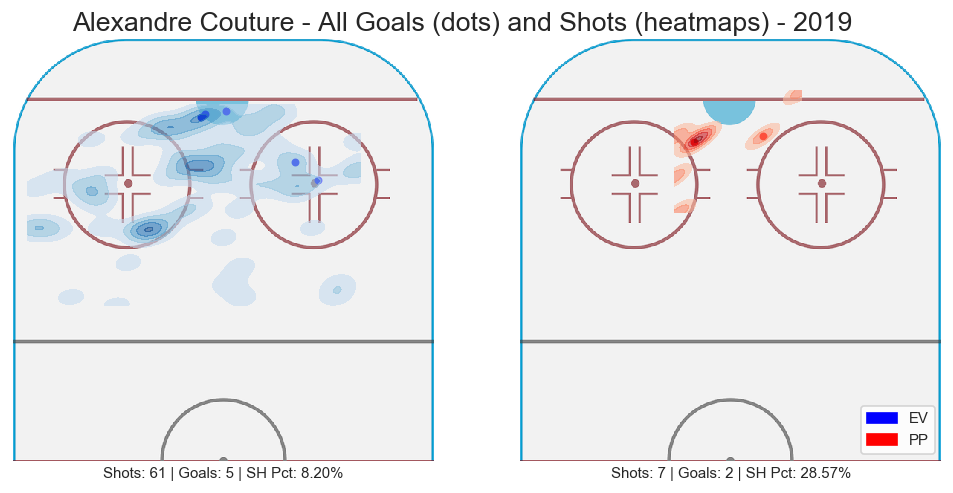 Alexandre Couture - All Goals (dots) and Shots (heatmaps) - 2019
EV
PP
Shots: 61 | Goals: 5 | SH Pct: 8.20%
Shots: 7 | Goals: 2 | SH Pct: 28.57%